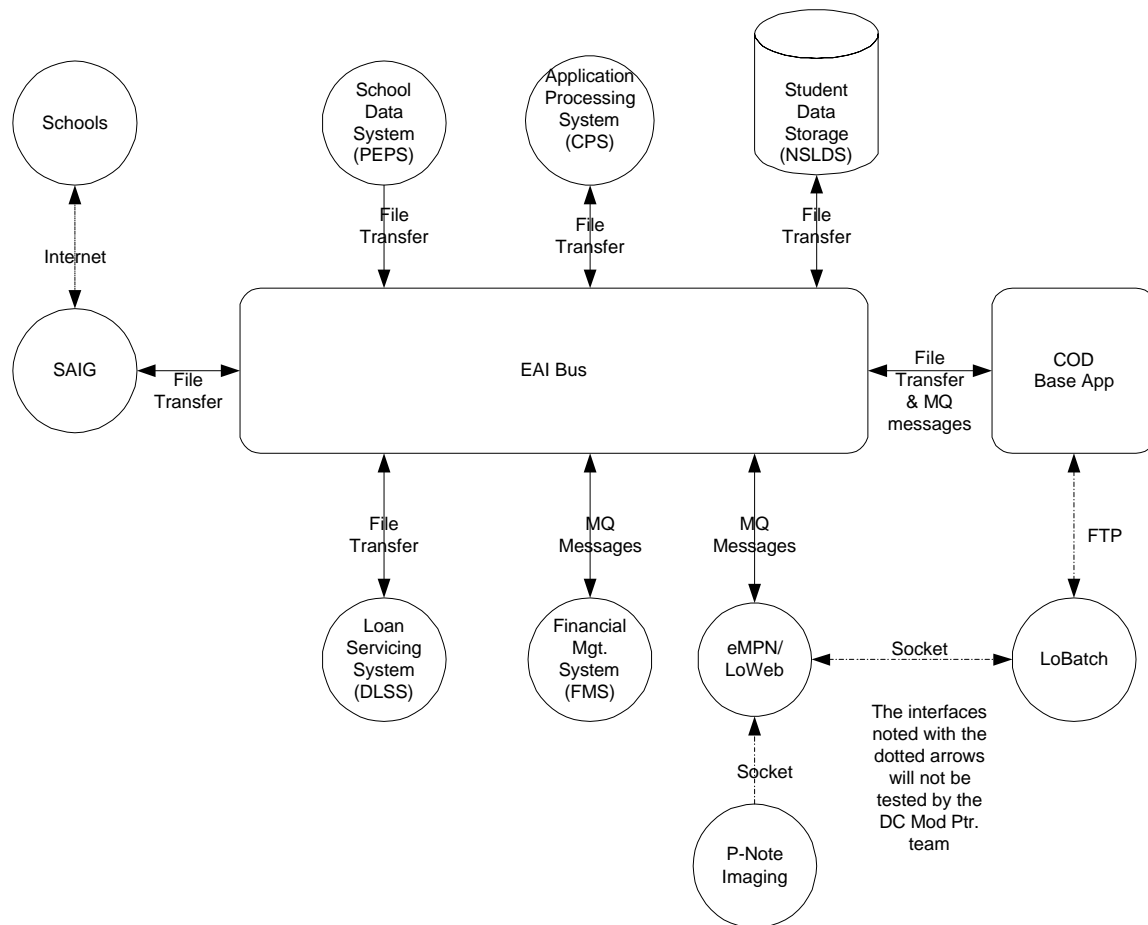 Schools
School
Data
System
(PEPS)
Application
Processing
System
(CPS)
Student
Data
Storage
(NSLDS)
Internet
File
Transfer
File
Transfer
File
Transfer
SAIG
File
Transfer
EAI Bus
File
Transfer
& MQ
messages
COD
Base App
File
Transfer
MQ
Messages
MQ
Messages
FTP
Loan
Servicing
System
(DLSS)
Financial
Mgt.
System
(FMS)
eMPN/
LoWeb
Socket
LoBatch
The interfaces
noted with the
dotted arrows
will not be
tested by the
DC Mod Ptr.
team
Socket
P-Note
Imaging